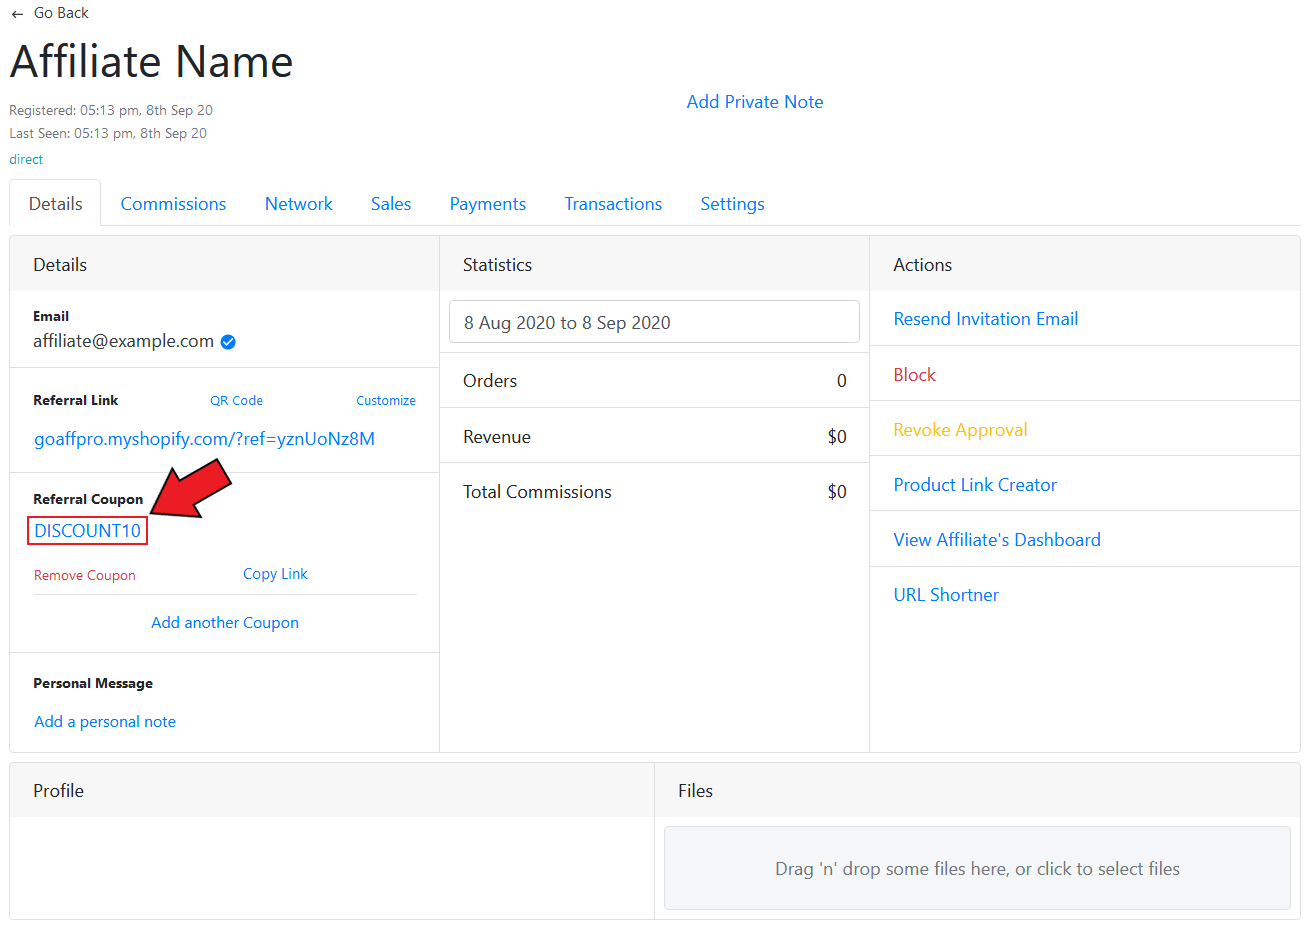 ← Go Back
Affiliate Name
Registered: 05:13 pm, 8th Sep 20
Last Seen: 05:13 pm, 8th Sep 20
direct
Add Private Note
Details Commissions Network Sales Payments Transactions Settings
Details
Email
affiliate@example.com
Referral Link QR Code Customize
goaffpro.myshopify.com/?ref=yznUoNz8M
Referral Coupon
DISCOUNT10
Remove Coupon Copy Link
Add another Coupon
Personal Message
Add a personal note
Statistics
8 Aug 2020 to 8 Sep 2020
Orders 0
Revenue $0
Total Commissions $0
Actions
Resend Invitation Email
Block
Revoke Approval
Product Link Creator
View Affiliate's Dashboard
URL Shortner
Profile
Files
Drag 'n' drop some files here, or click to select files